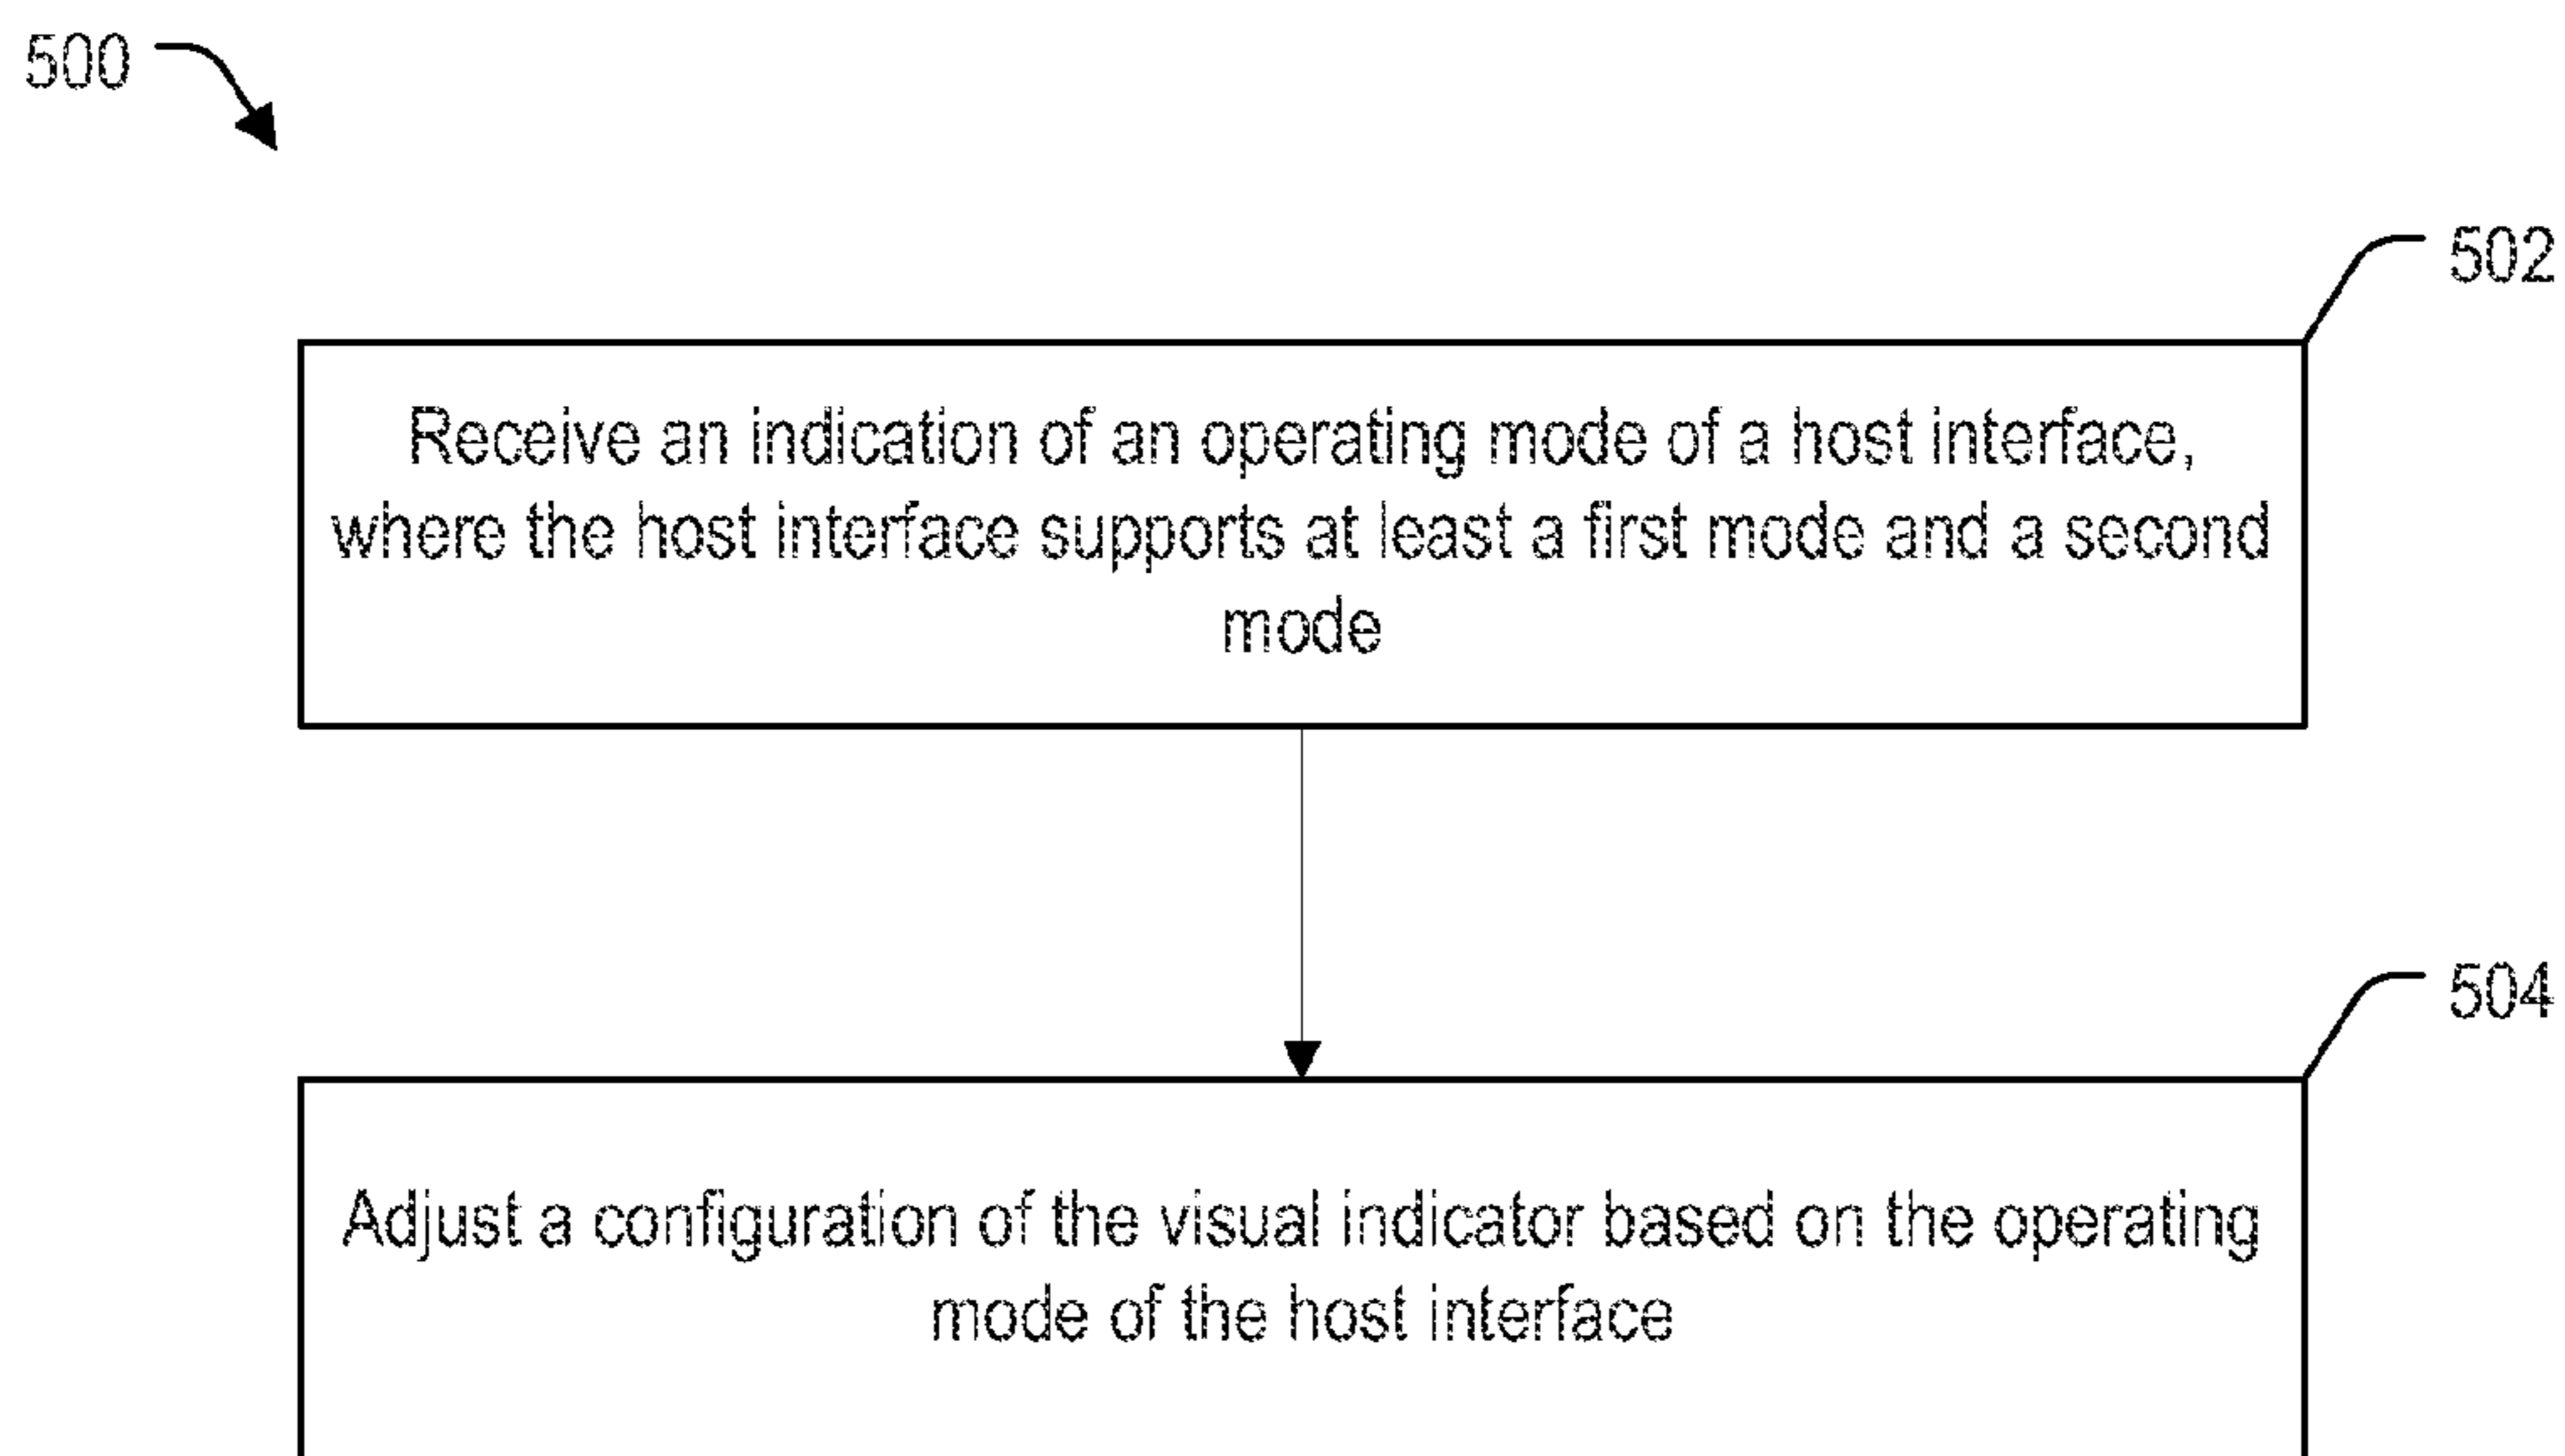 500
502
Receive an indication of an operating mode of a host interface,
where the host interface supports at least a first mode and a second
mode
504
Adjust a configuration of the visual indicator based on the operating
mode of the host interface